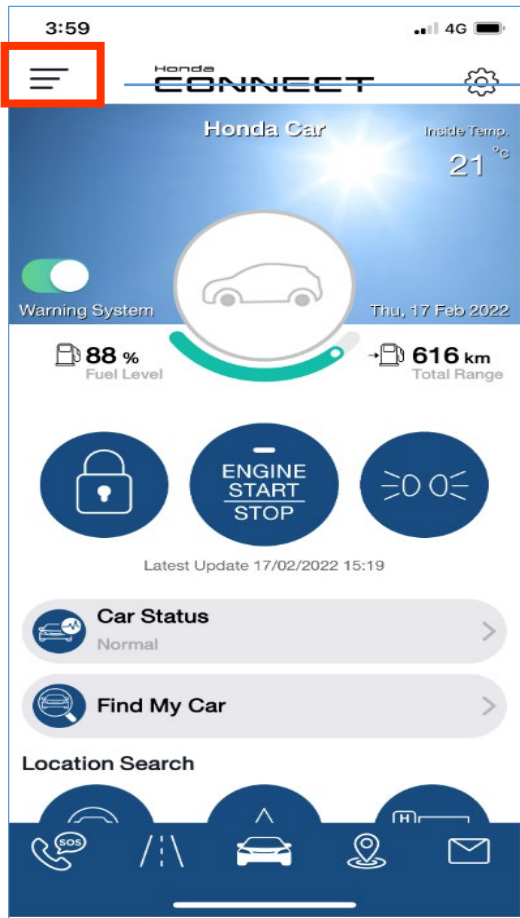 3:59
4G
Honda
CONNECT
Honda Car
Inside Temp.
21 °C
Warning System
Thu, 17 Feb 2022
88 %
Fuel Level
616 km
Total Range
ENGINE
START
STOP
Latest Update 17/02/2022 15:19
Car Status
Normal
Find My Car
Location Search
H
SOS